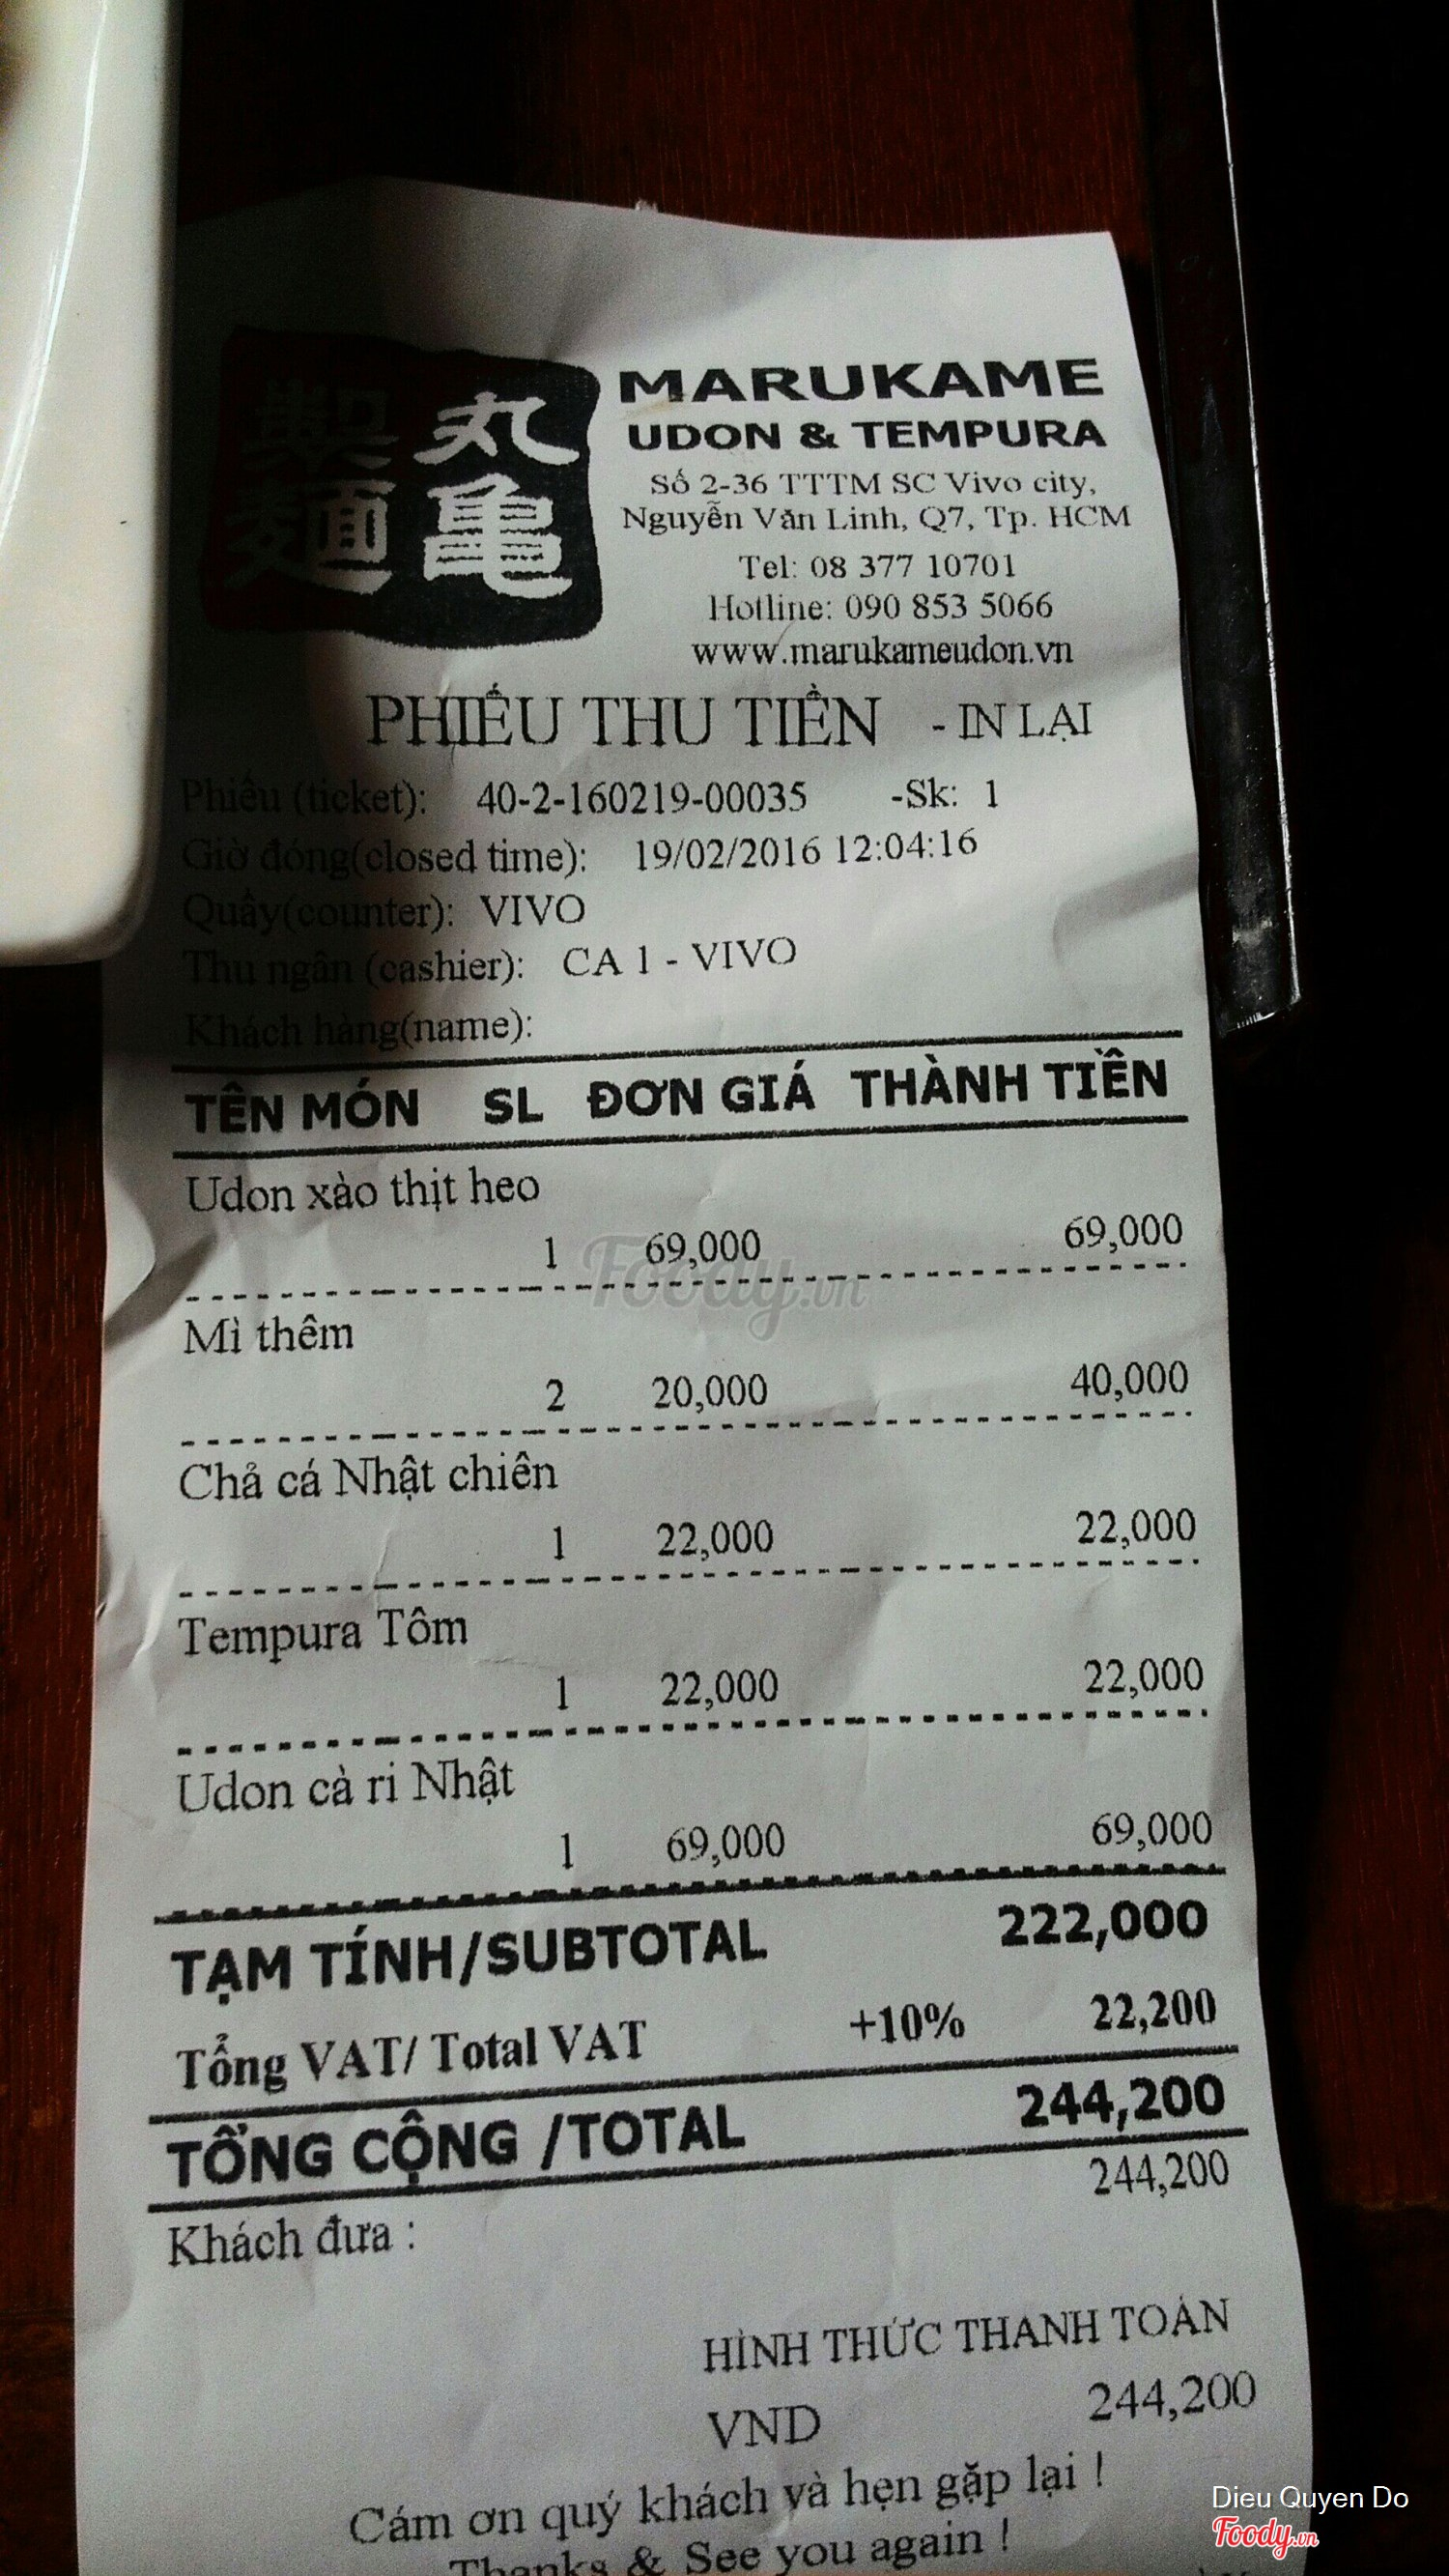 製 丸
麺 亀
MARUKAME
UDON & TEMPURA
Số 2-36 TTTM SC Vivo city,
Nguyễn Văn Linh, Q7, Tp. HCM
Tel: 08 377 10701
Hotline: 090 853 5066
www.marukameudon.vn
PHIẾU THU TIỀN - IN LẠI
Phiếu (ticket): 40-2-160219-00035 -Sk: 1
Giờ đóng(closed time): 19/02/2016 12:04:16
Quầy(counter): VIVO
Thu ngân (cashier): CA 1 - VIVO
Khách hàng(name):
TÊN MÓN SL ĐƠN GIÁ THÀNH TIỀN
Udon xào thịt heo
1 69,000 69,000
Foody.vn
Mì thêm
2 20,000 40,000
Chả cá Nhật chiên
1 22,000 22,000
Tempura Tôm
1 22,000 22,000
Udon cà ri Nhật
1 69,000 69,000
TẠM TÍNH/SUBTOTAL 222,000
Tổng VAT/ Total VAT +10% 22,200
TỔNG CỘNG /TOTAL 244,200
Khách đưa : 244,200
HÌNH THỨC THANH TOÁN
VND 244,200
Cám ơn quý khách và hẹn gặp lại !
Thanks & See you again !
Dieu Quyen Do
Foody.vn